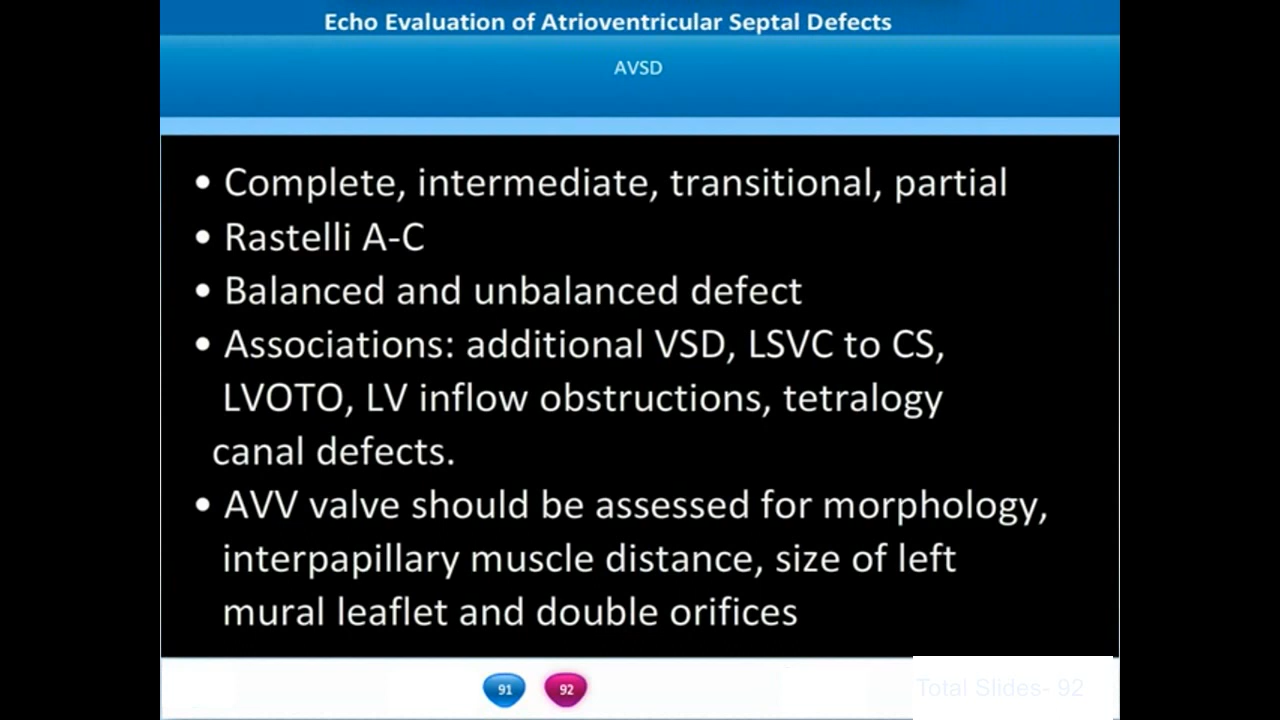 Echo Evaluation of Atrioventricular Septal Defects
AVSD
• Complete, intermediate, transitional, partial
• Rastelli A-C
• Balanced and unbalanced defect
• Associations: additional VSD, LSVC to CS,
LVOTO, LV inflow obstructions, tetralogy
canal defects.
• AVV valve should be assessed for morphology,
interpapillary muscle distance, size of left
mural leaflet and double orifices
91 92
Total Slides- 92